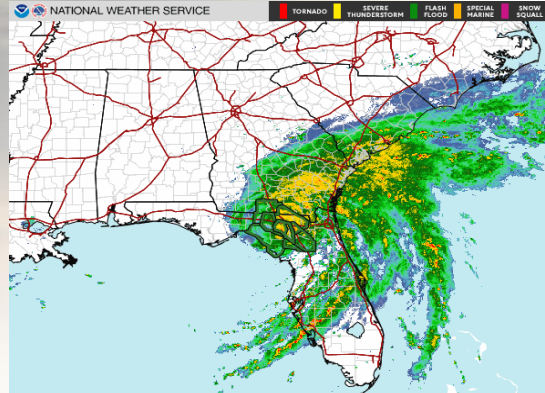 NATIONAL WEATHER SERVICE
TORNADO
SEVERE
THUNDERSTORM
FLASH
FLOOD
SPECIAL
MARINE
SNOW
SQUALL